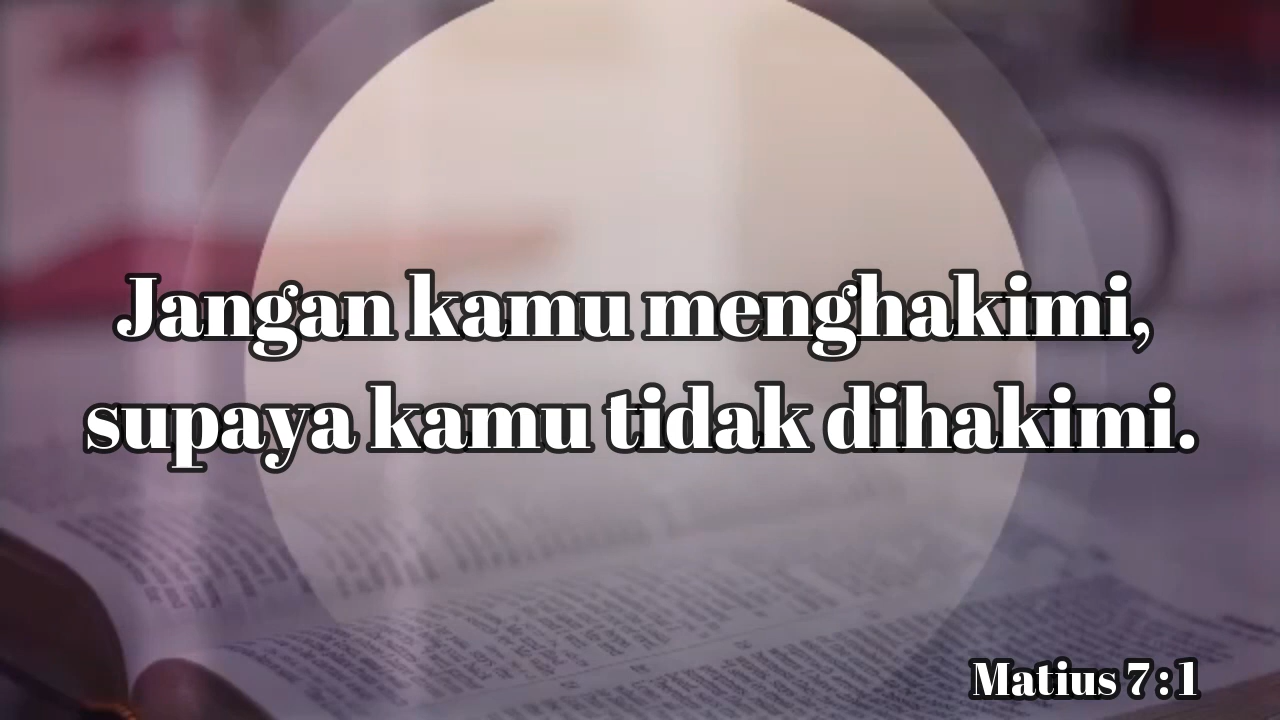 Jangan kamu menghakimi,
supaya kamu tidak dihakimi.
Matius 7:1